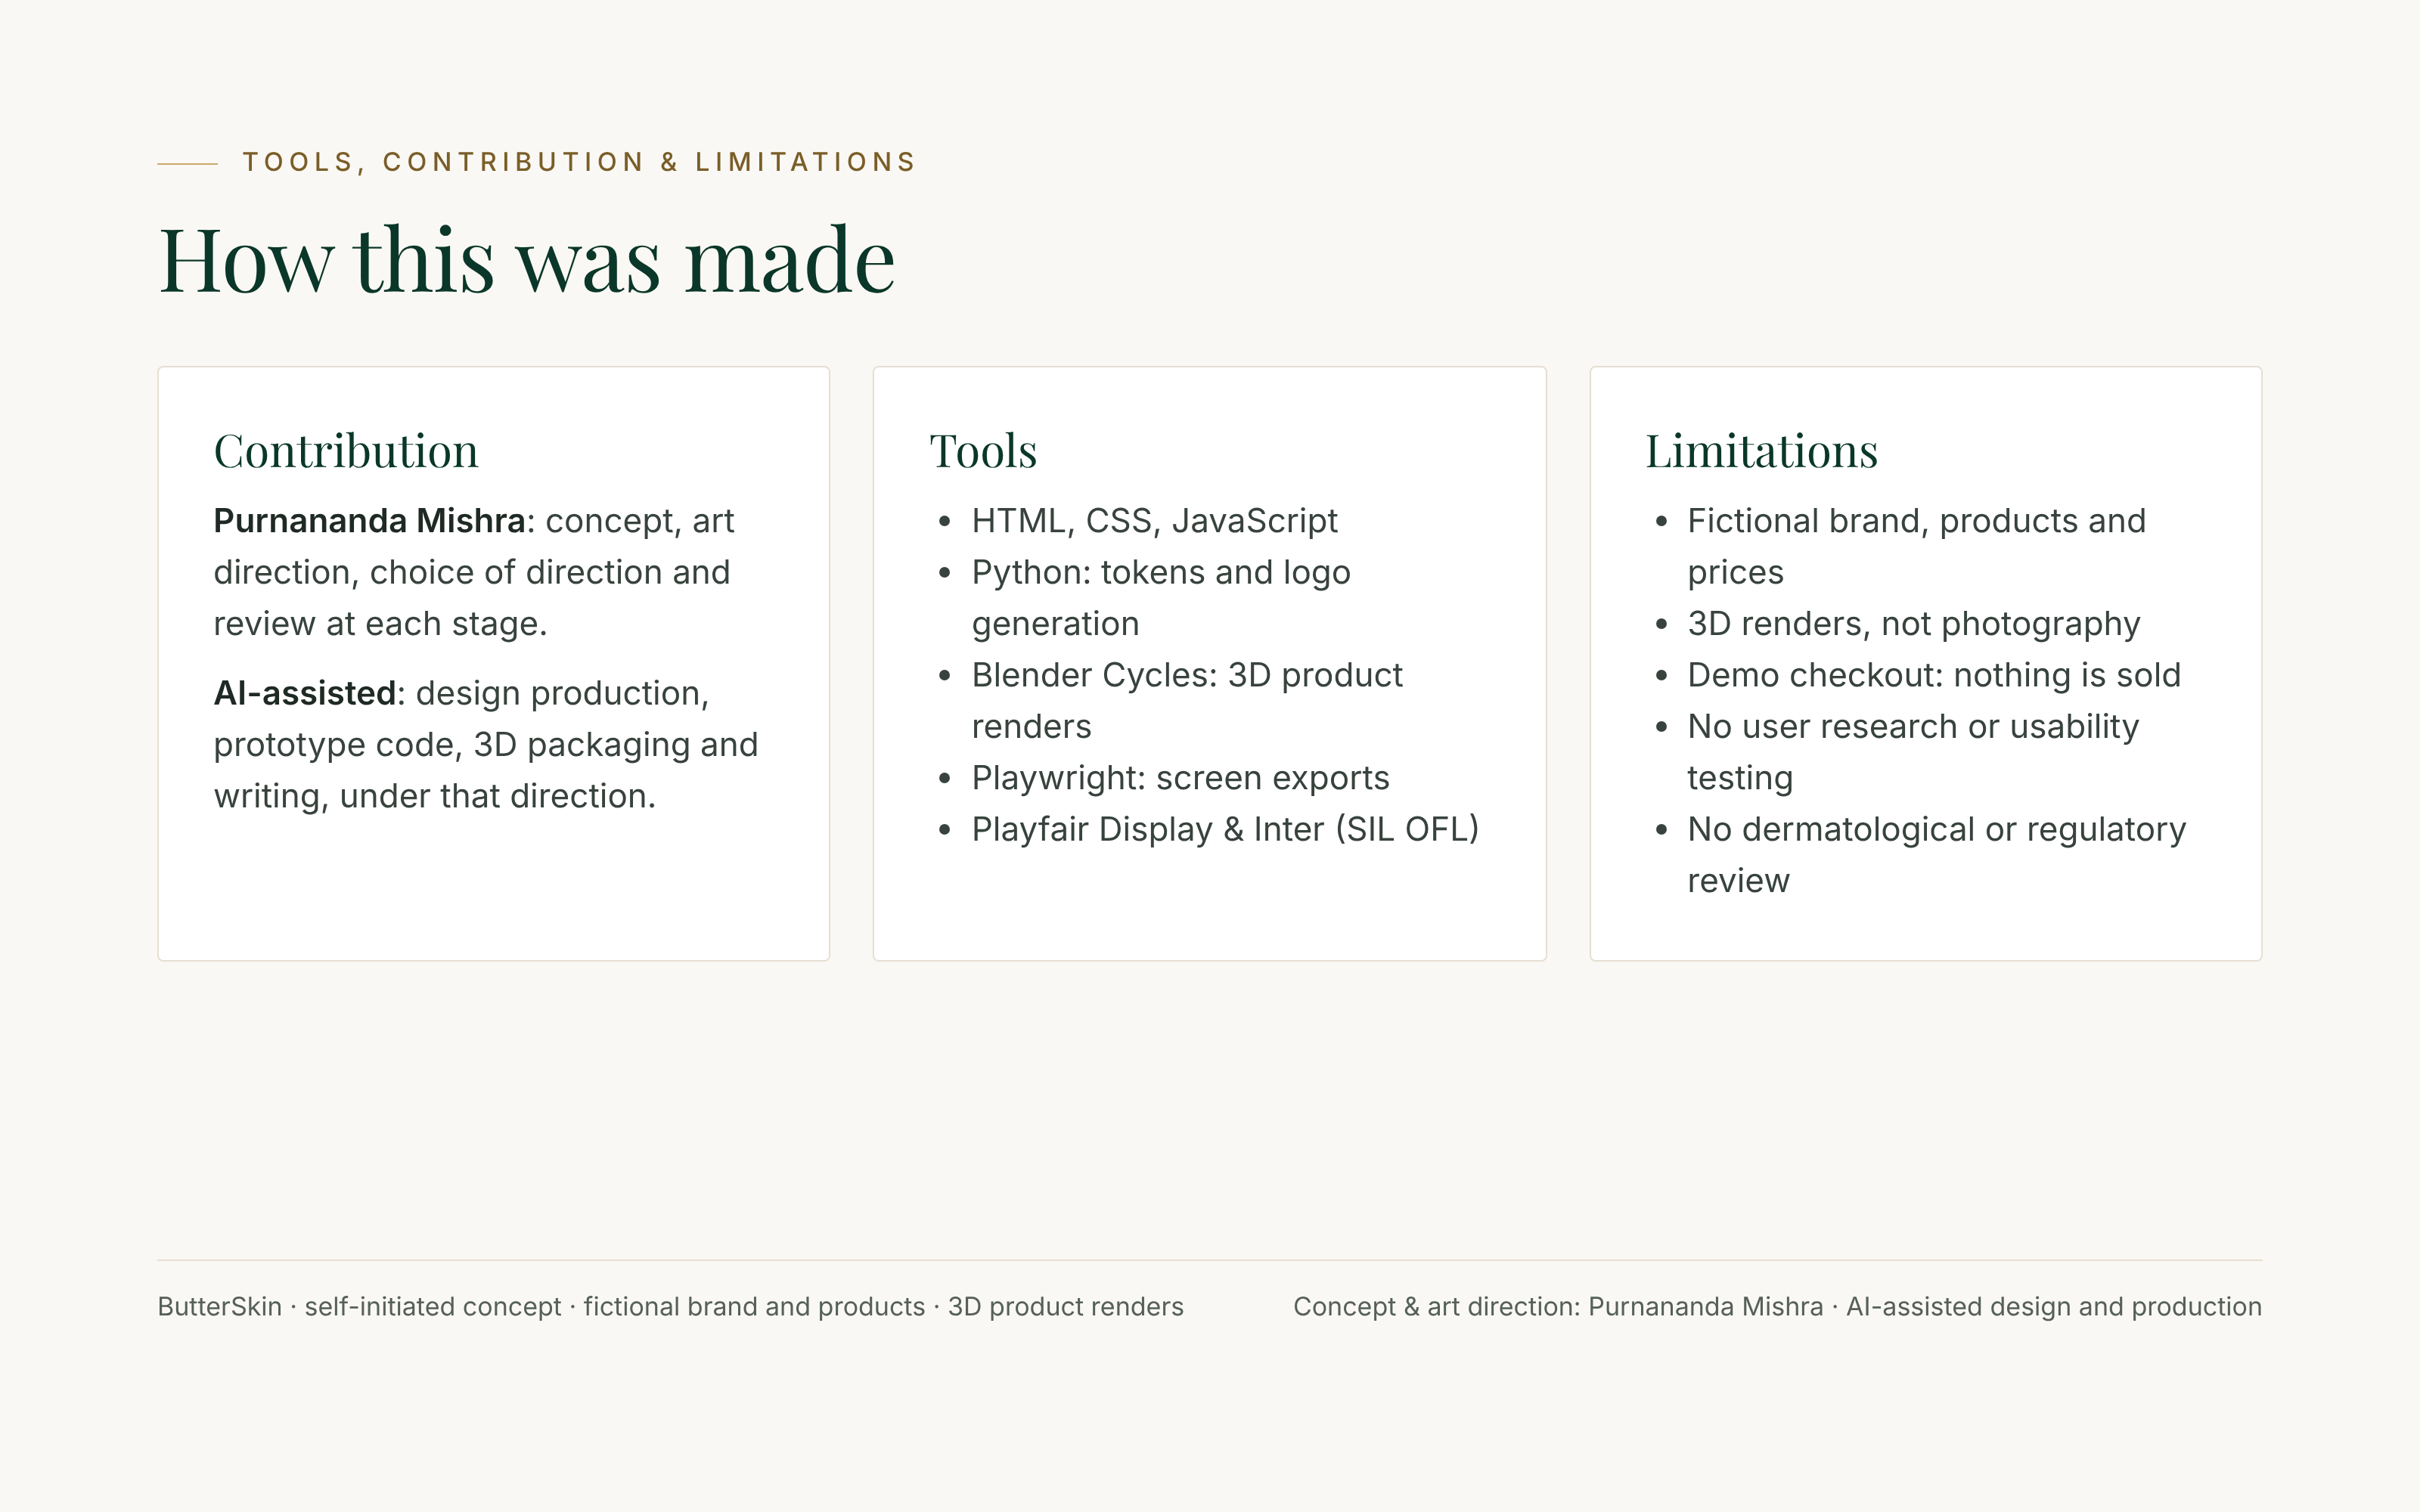 TOOLS, CONTRIBUTION & LIMITATIONS
How this was made
Contribution
Purnananda Mishra: concept, art
direction, choice of direction and
review at each stage.
AI-assisted: design production,
prototype code, 3D packaging and
writing, under that direction.
Tools
• HTML, CSS, JavaScript
• Python: tokens and logo
generation
• Blender Cycles: 3D product
renders
• Playwright: screen exports
• Playfair Display & Inter (SIL OFL)
Limitations
• Fictional brand, products and
prices
• 3D renders, not photography
• Demo checkout: nothing is sold
• No user research or usability
testing
• No dermatological or regulatory
review
ButterSkin · self-initiated concept · fictional brand and products · 3D product renders
Concept & art direction: Purnananda Mishra · AI-assisted design and production